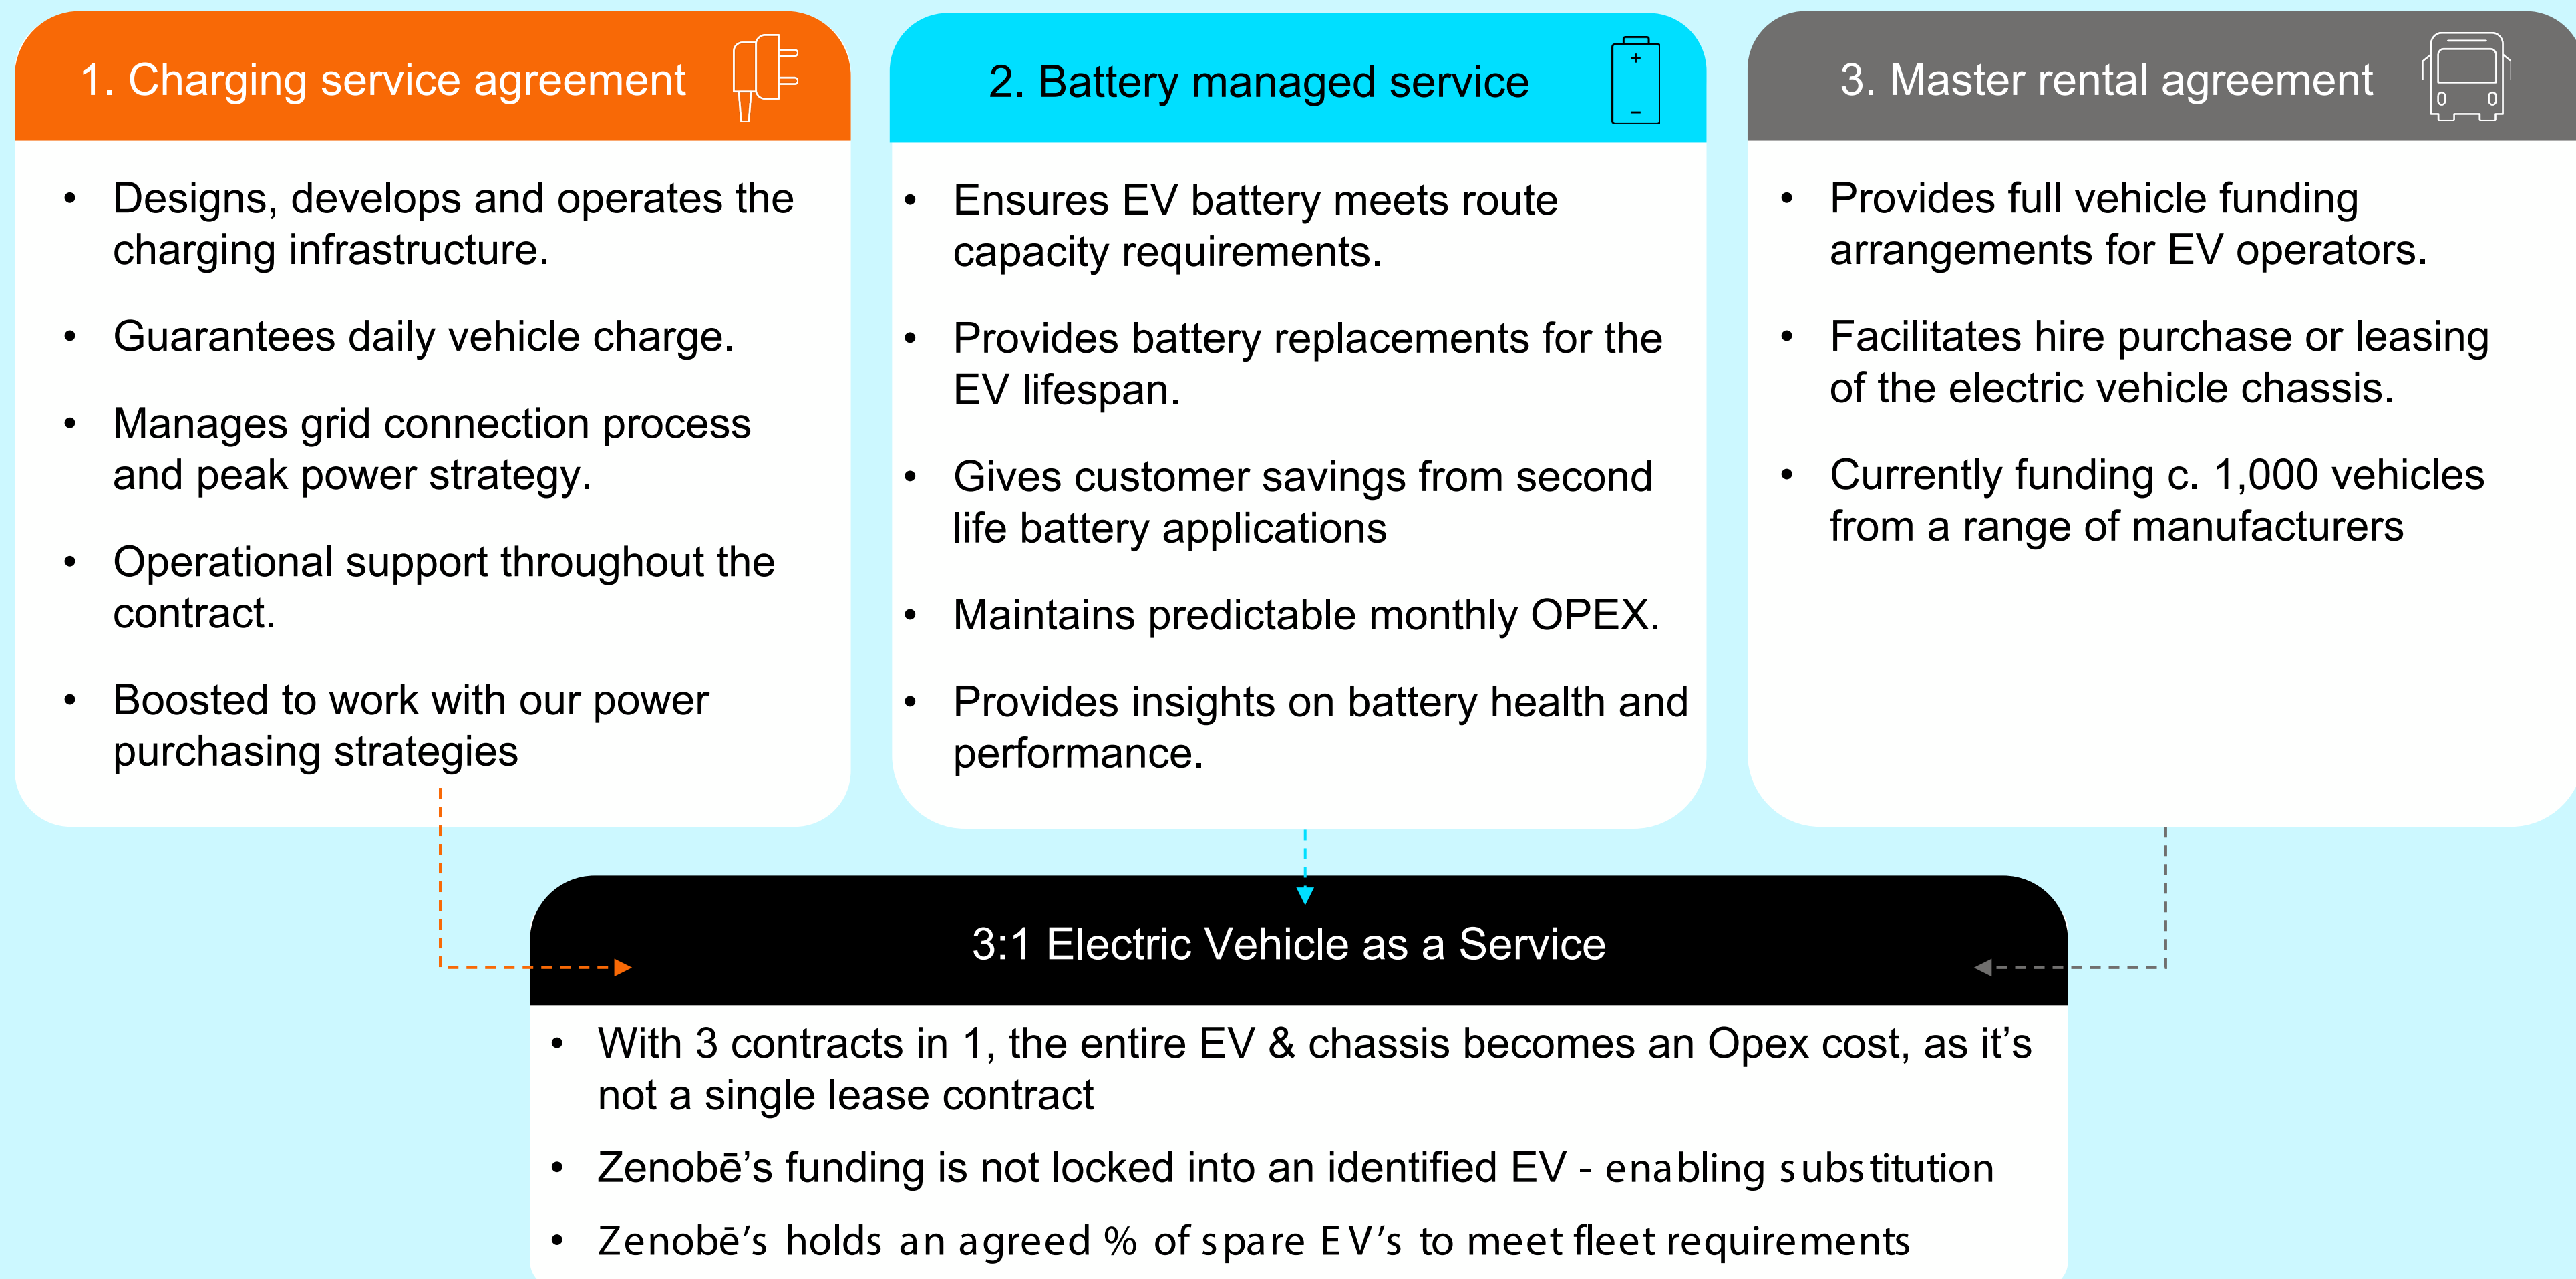 1. Charging service agreement
• Designs, develops and operates the
charging infrastructure.
• Guarantees daily vehicle charge.
• Manages grid connection process
and peak power strategy.
• Operational support throughout the
contract.
• Boosted to work with our power
purchasing strategies
2. Battery managed service
+
−
• Ensures EV battery meets route
capacity requirements.
• Provides battery replacements for the
EV lifespan.
• Gives customer savings from second
life battery applications
• Maintains predictable monthly OPEX.
• Provides insights on battery health and
performance.
3. Master rental agreement
• Provides full vehicle funding
arrangements for EV operators.
• Facilitates hire purchase or leasing
of the electric vehicle chassis.
• Currently funding c. 1,000 vehicles
from a range of manufacturers
3:1 Electric Vehicle as a Service
• With 3 contracts in 1, the entire EV & chassis becomes an Opex cost, as it’s
not a single lease contract
• Zenobē’s funding is not locked into an identified EV - enabling substitution
• Zenobē’s holds an agreed % of spare EV’s to meet fleet requirements